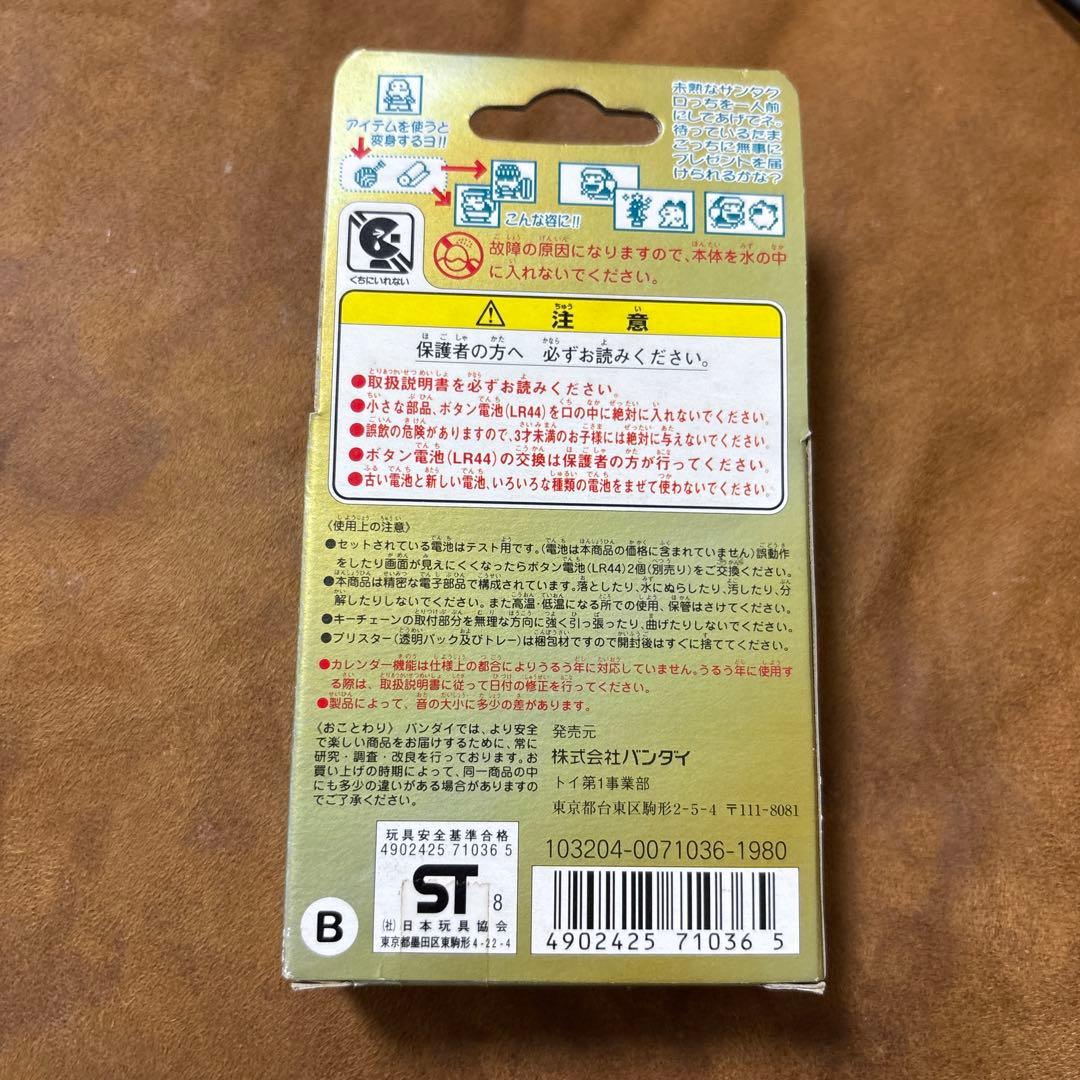 アイテムを使うと
変身するヨ!!
こんな姿に!!
未熟なサンタク
ロっちを一人前
にしてあげてネ。
待っているたま
ごっちに無事に
プレゼントを届
けられるかな?
くちにいれない
故障の原因になりますので、本体を水の中
に入れないでください。
注意
保護者の方へ 必ずお読みください。
●取扱説明書を必ずお読みください。
●小さな部品、ボタン電池(LR44)を口の中に絶対に入れないでください。
●誤飲の危険がありますので、3才未満のお子様には絶対に与えないでください。
●ボタン電池(LR44)の交換は保護者の方が行ってください。
●古い電池と新しい電池、いろいろな種類の電池をまぜて使わないでください。
〈使用上の注意〉
●セットされている電池はテスト用です。(電池は本商品の価格に含まれていません)誤動作
をしたり画面が見えにくくなったらボタン電池(LR44)2個(別売り)をご交換ください。
●本商品は精密な電子部品で構成されています。落としたり、水にぬらしたり、汚したり、分
解したりしないでください。また高温・低温になる所での使用、保管はさけてください。
●キーチェーンの取付部分を無理な方向に強く引っ張ったり、曲げたりしないでください。
●ブリスター(透明パック及びトレー)は梱包材ですので開封後はすぐに捨ててください。
●カレンダー機能は仕様上の都合によりうるう年に対応していません。うるう年に使用す
る際は、取扱説明書に従って日付の修正を行ってください。
●製品によって、音の大小に多少の差があります。
〈おことわり〉 バンダイでは、より安全
で楽しい商品をお届けするために、常に
研究・調査・改良を行っております。お
買い上げの時期によって、同一商品の中
にも多少の違いがある場合がありますの
でご了承ください。
発売元
株式会社バンダイ
トイ第1事業部
東京都台東区駒形2-5-4 〒111-8081
玩具安全基準合格
4902425 71036 5
ST 8
(社)日本玩具協会
東京都墨田区東駒形4-22-4
B
103204-0071036-1980
4902425 71036 5